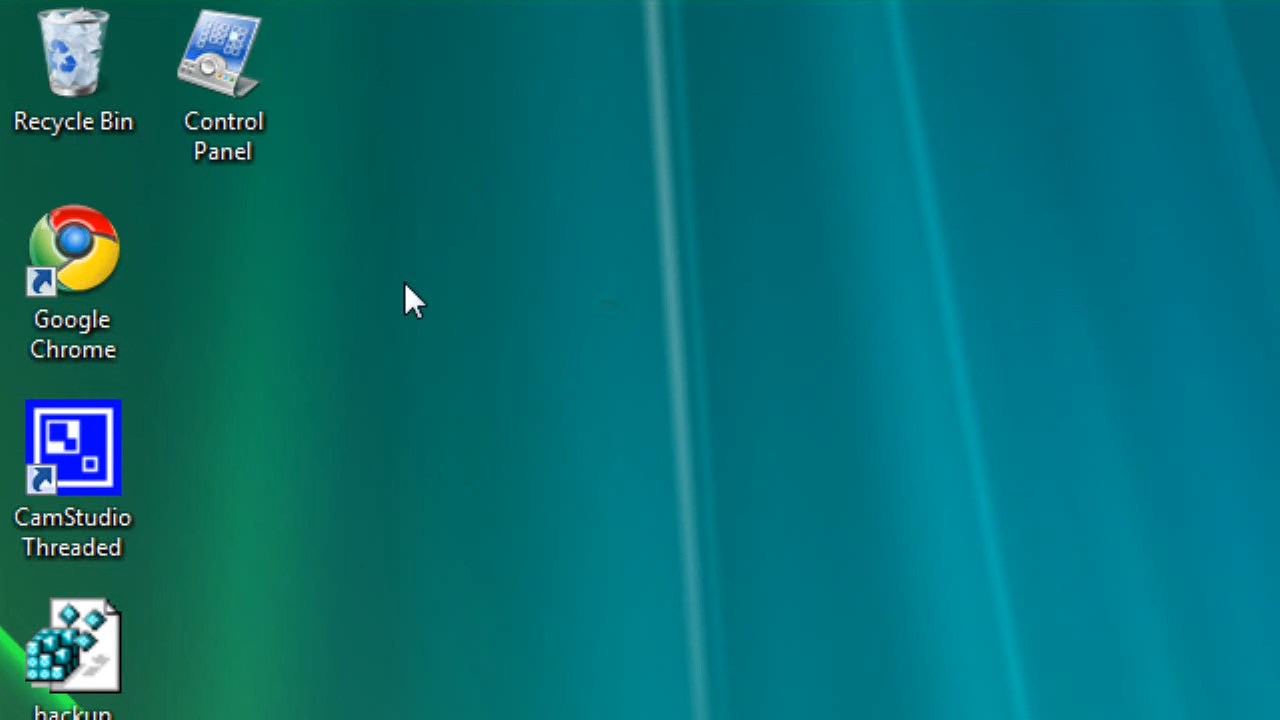 Recycle Bin
Control
Panel
Google
Chrome
CamStudio
Threaded
backup